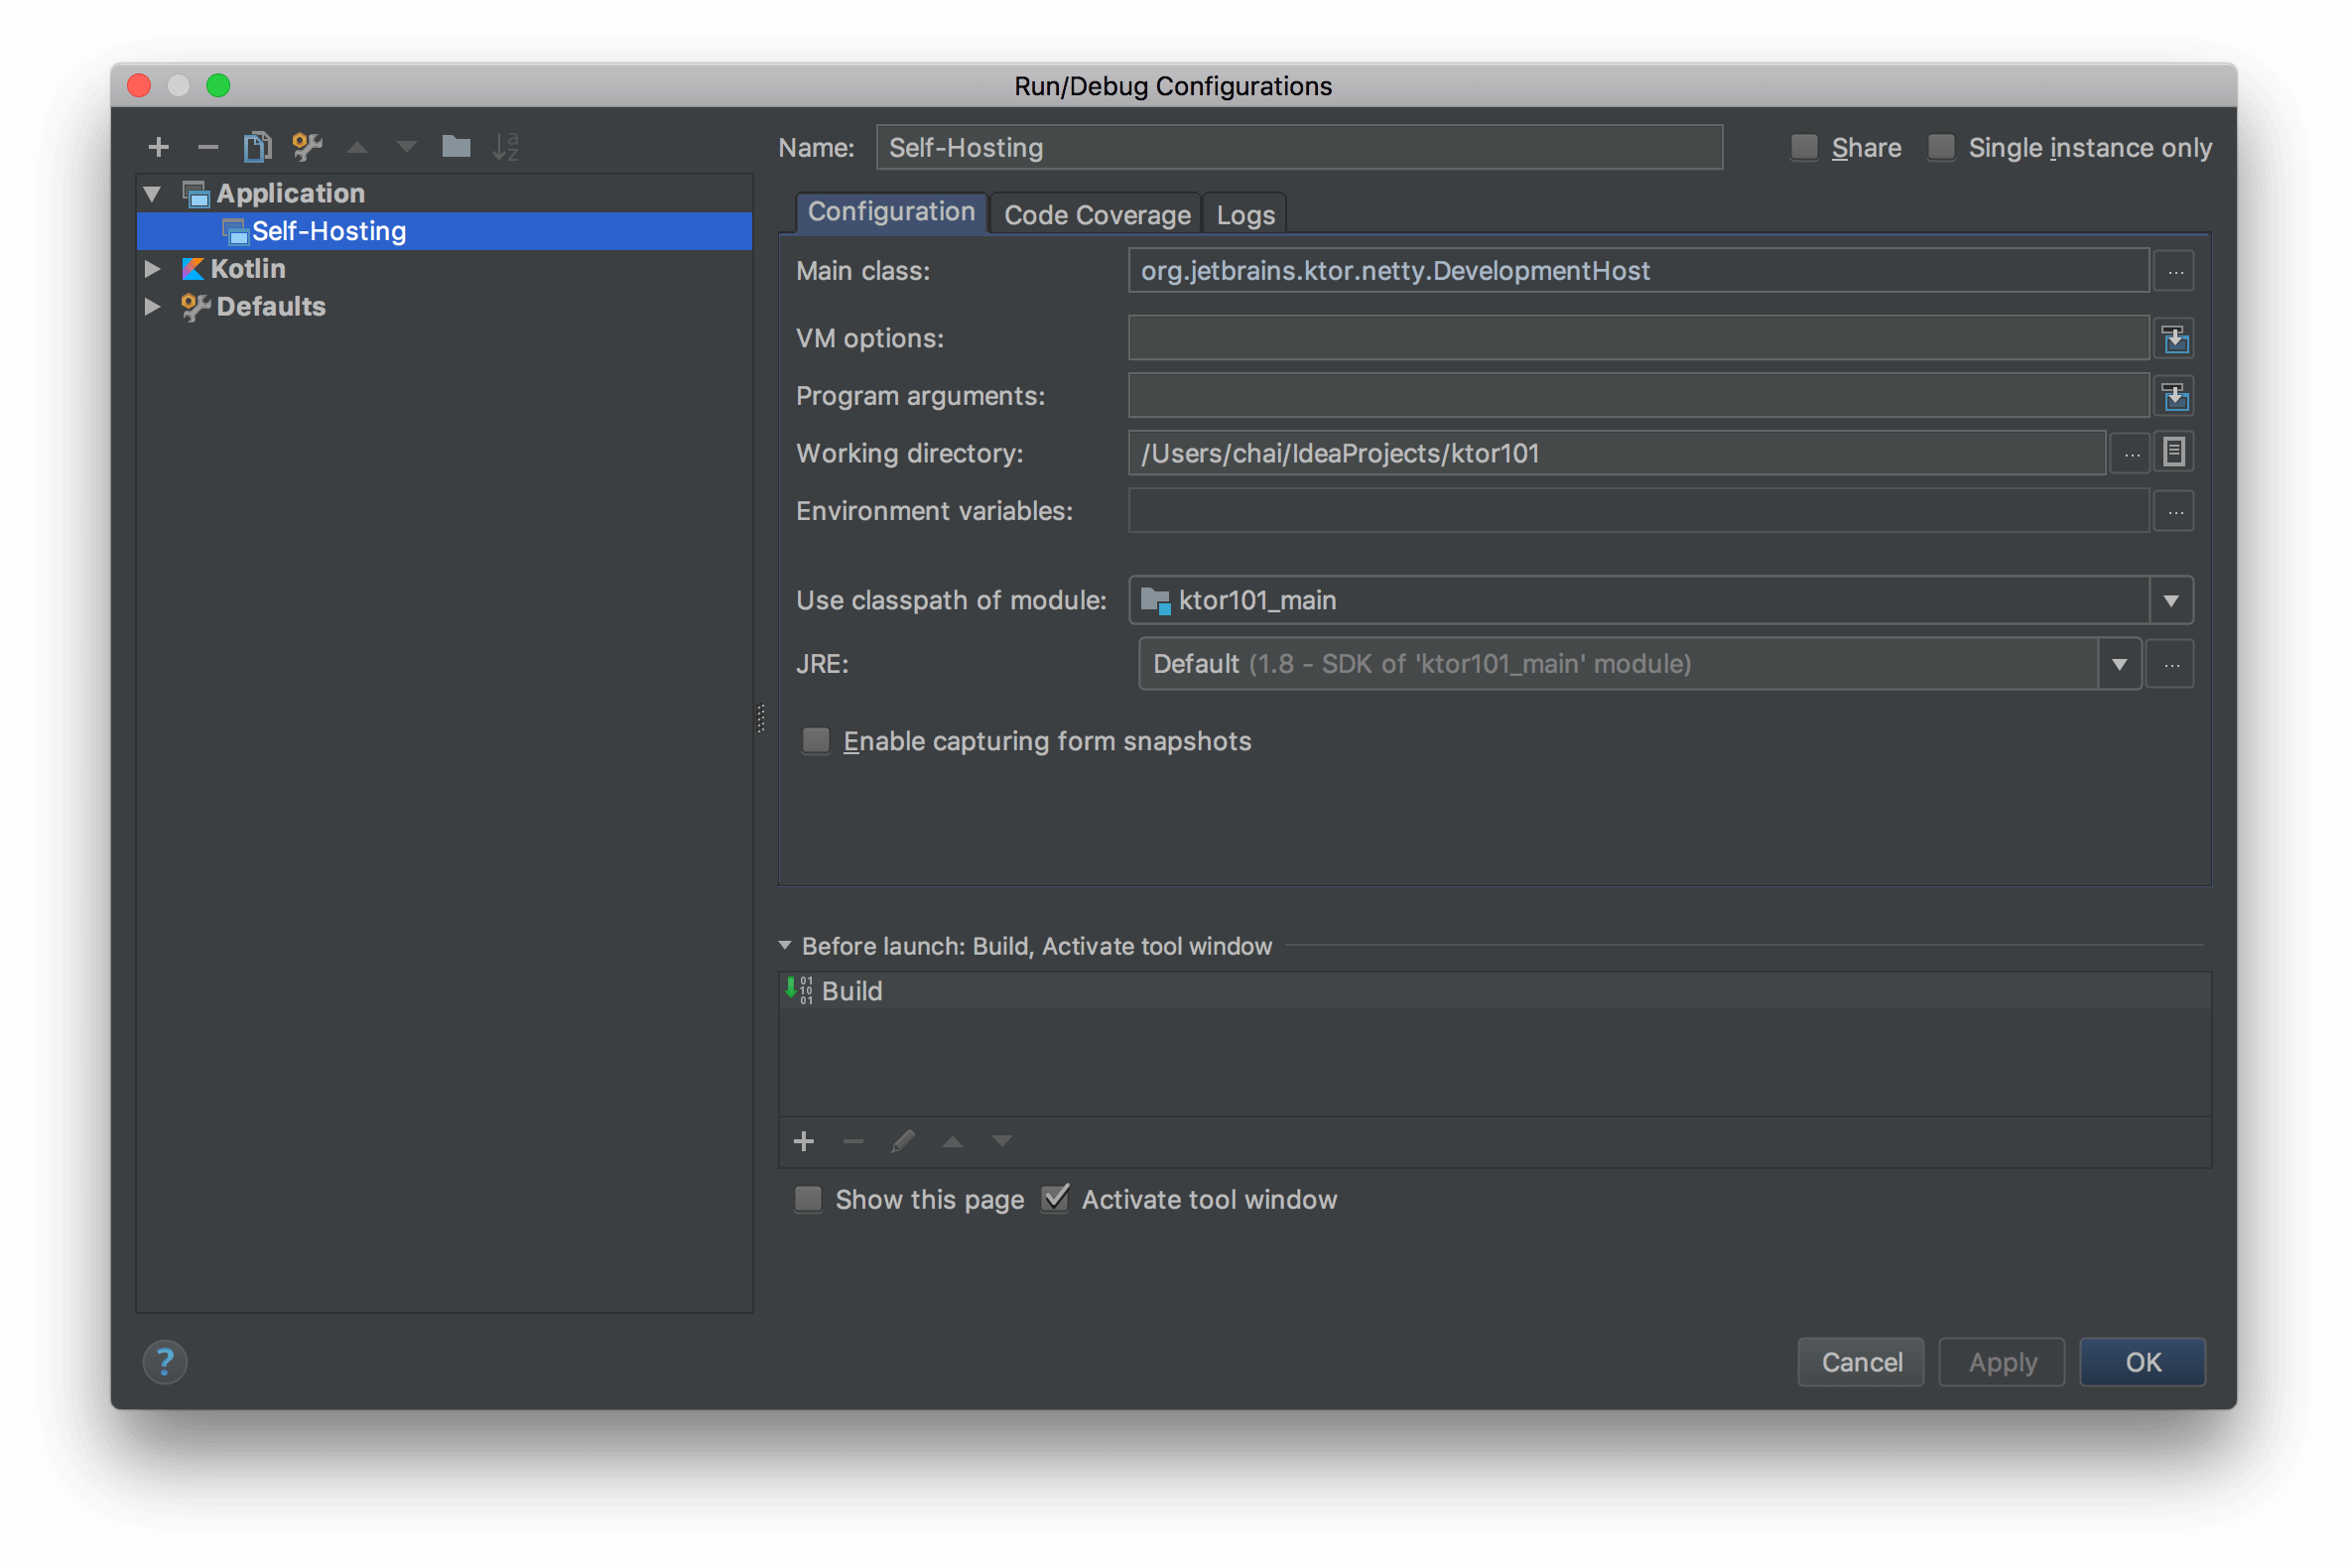 Run/Debug Configurations
Name: Self-Hosting Share Single instance only
Application
Self-Hosting
Kotlin
Defaults
Configuration Code Coverage Logs
Main class: org.jetbrains.ktor.netty.DevelopmentHost ...
VM options:
Program arguments:
Working directory: /Users/chai/IdeaProjects/ktor101 ...
Environment variables: ...
Use classpath of module: ktor101_main
JRE: Default (1.8 - SDK of 'ktor101_main' module) ...
Enable capturing form snapshots
Before launch: Build, Activate tool window
Build
Show this page Activate tool window
? Cancel Apply OK